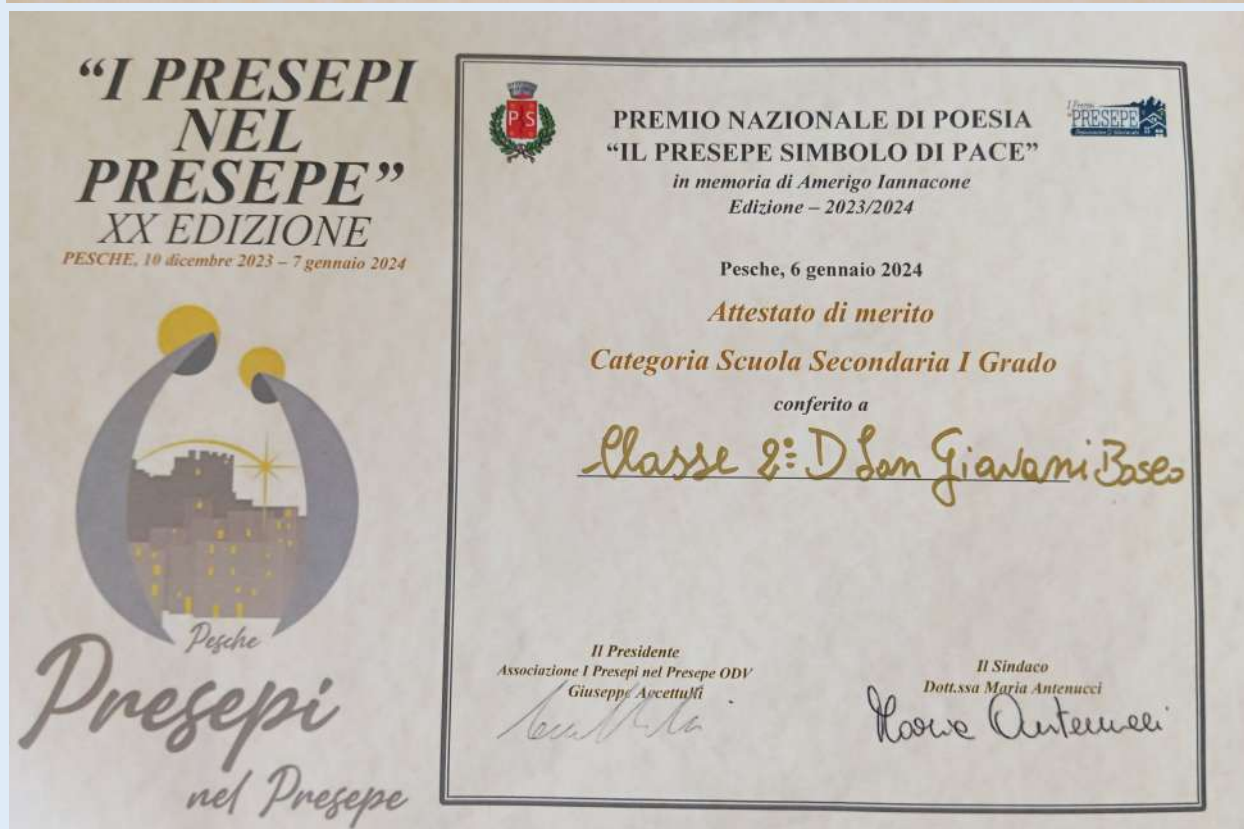 “I PRESEPI
NEL
PRESEPE”
XX EDIZIONE
PESCHE, 10 dicembre 2023 – 7 gennaio 2024
Pesche
Presepi
nel Presepe
P S
PREMIO NAZIONALE DI POESIA
“IL PRESEPE SIMBOLO DI PACE”
in memoria di Amerigo Iannacone
Edizione – 2023/2024
I Presepi
PRESEPE
Pesche, 6 gennaio 2024
Attestato di merito
Categoria Scuola Secondaria I Grado
conferito a
Classe 2ª D San Giovanni Bosco
Il Presidente
Associazione I Presepi nel Presepe ODV
Giuseppe Accettulli
Il Sindaco
Dott.ssa Maria Antenucci
Maria Antenucci